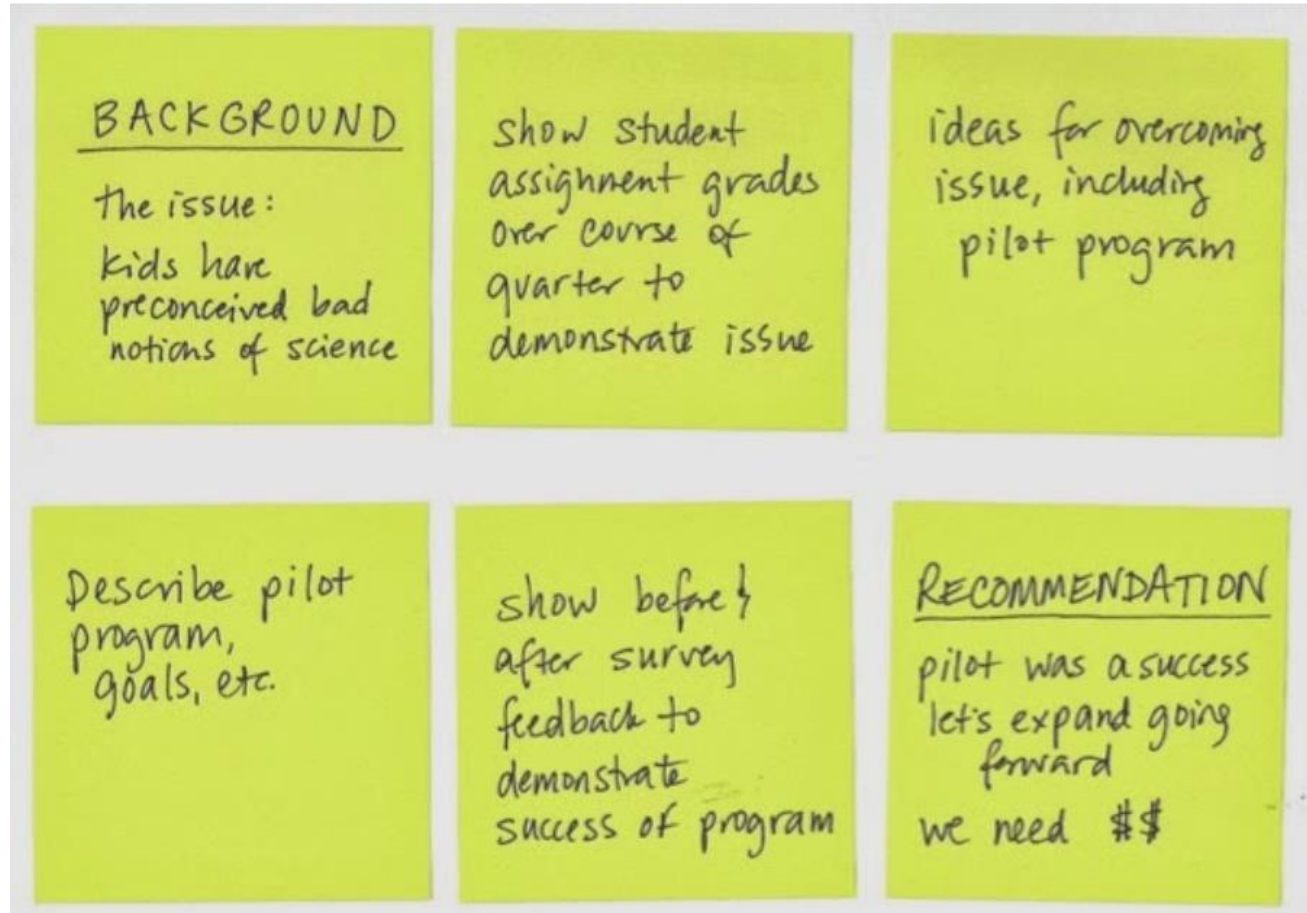 BACKGROUND
the issue:
kids have
preconceived bad
notions of science
show student
assignment grades
over course of
quarter to
demonstrate issue
ideas for overcoming
issue, including
pilot program
Describe pilot
program,
goals, etc.
show before &
after survey
feedback to
demonstrate
success of program
RECOMMENDATION
pilot was a success
let's expand going
forward
we need $$